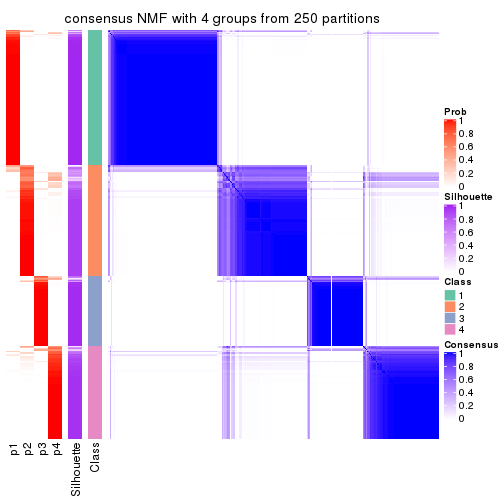 consensus NMF with 4 groups from 250 partitions
Prob
1
0.8
0.6
0.4
0.2
0
Silhouette
1
0.8
0.6
0.4
0.2
0
Class
1
2
3
4
Consensus
1
0.8
0.6
0.4
0.2
0
p1
p2
p3
p4
Silhouette
Class